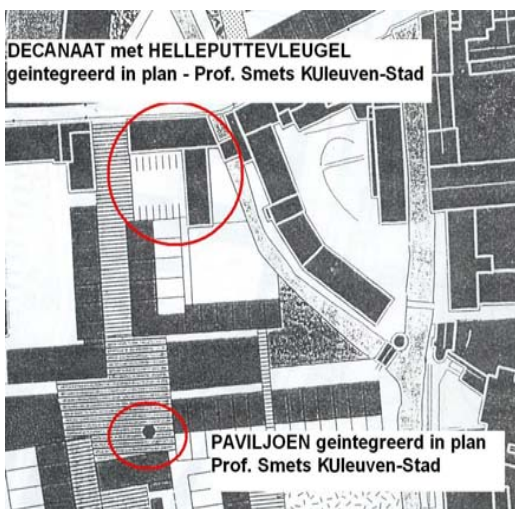 DECANAAT met HELLEPUTTEVLEUGEL
geintegreerd in plan - Prof. Smets KUleuven-Stad
PAVILJOEN geintegreerd in plan
Prof. Smets KUleuven-Stad